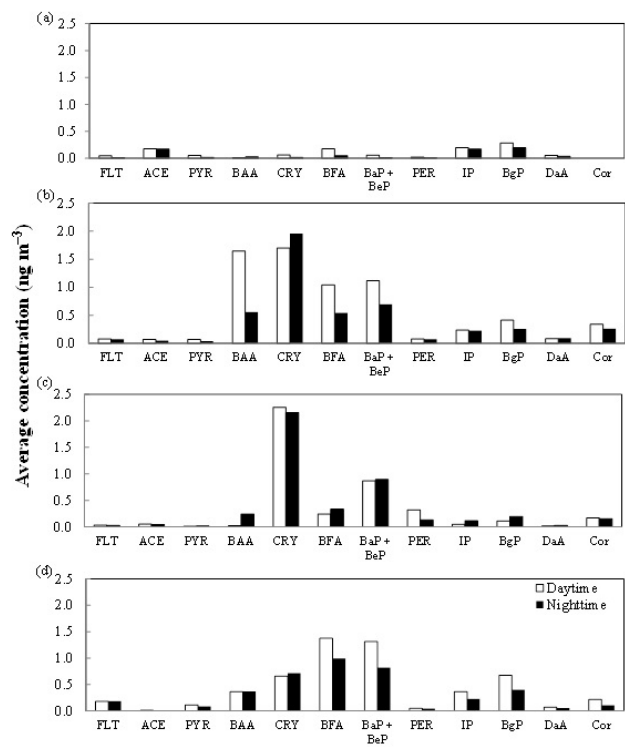 (a)
2.5
2.0
1.5
1.0
0.5
0.0
FLT ACE PYR BAA CRY BFA BaP + PER IP BgP DaA Cor
BeP
(b)
2.5
2.0
1.5
1.0
0.5
0.0
FLT ACE PYR BAA CRY BFA BaP + PER IP BgP DaA Cor
BeP
Average concentration (ng m⁻³)
(c)
2.5
2.0
1.5
1.0
0.5
0.0
FLT ACE PYR BAA CRY BFA BaP + PER IP BgP DaA Cor
BeP
(d)
2.5
Daytime
Nighttime
2.0
1.5
1.0
0.5
0.0
FLT ACE PYR BAA CRY BFA BaP + PER IP BgP DaA Cor
BeP